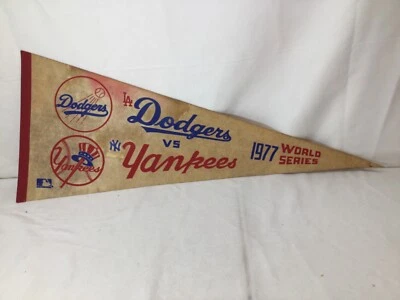 Dodgers
LA Dodgers
VS
NY Yankees
Yankees
1977 WORLD
SERIES